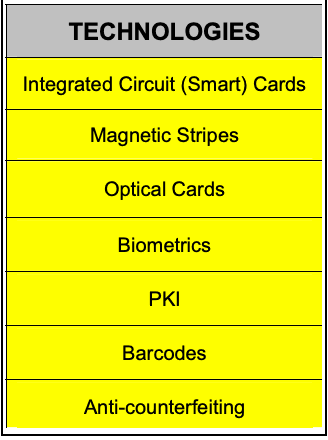 TECHNOLOGIES
Integrated Circuit (Smart) Cards
Magnetic Stripes
Optical Cards
Biometrics
PKI
Barcodes
Anti-counterfeiting